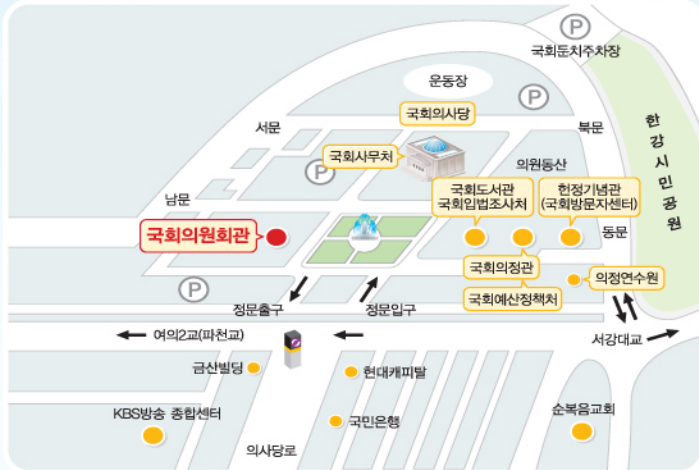 P
국회둔치주차장
운동장
P
국회의사당
서문
북문
한강시민공원
국회사무처
P
의원동산
남문
국회도서관
국회입법조사처
헌정기념관
(국회방문자센터)
국회의원회관
동문
국회의정관
국회예산정책처
의정연수원
P
정문출구
정문입구
여의2교(파천교)
서강대교
금산빌딩
현대캐피탈
KBS방송 종합센터
국민은행
순복음교회
의사당로